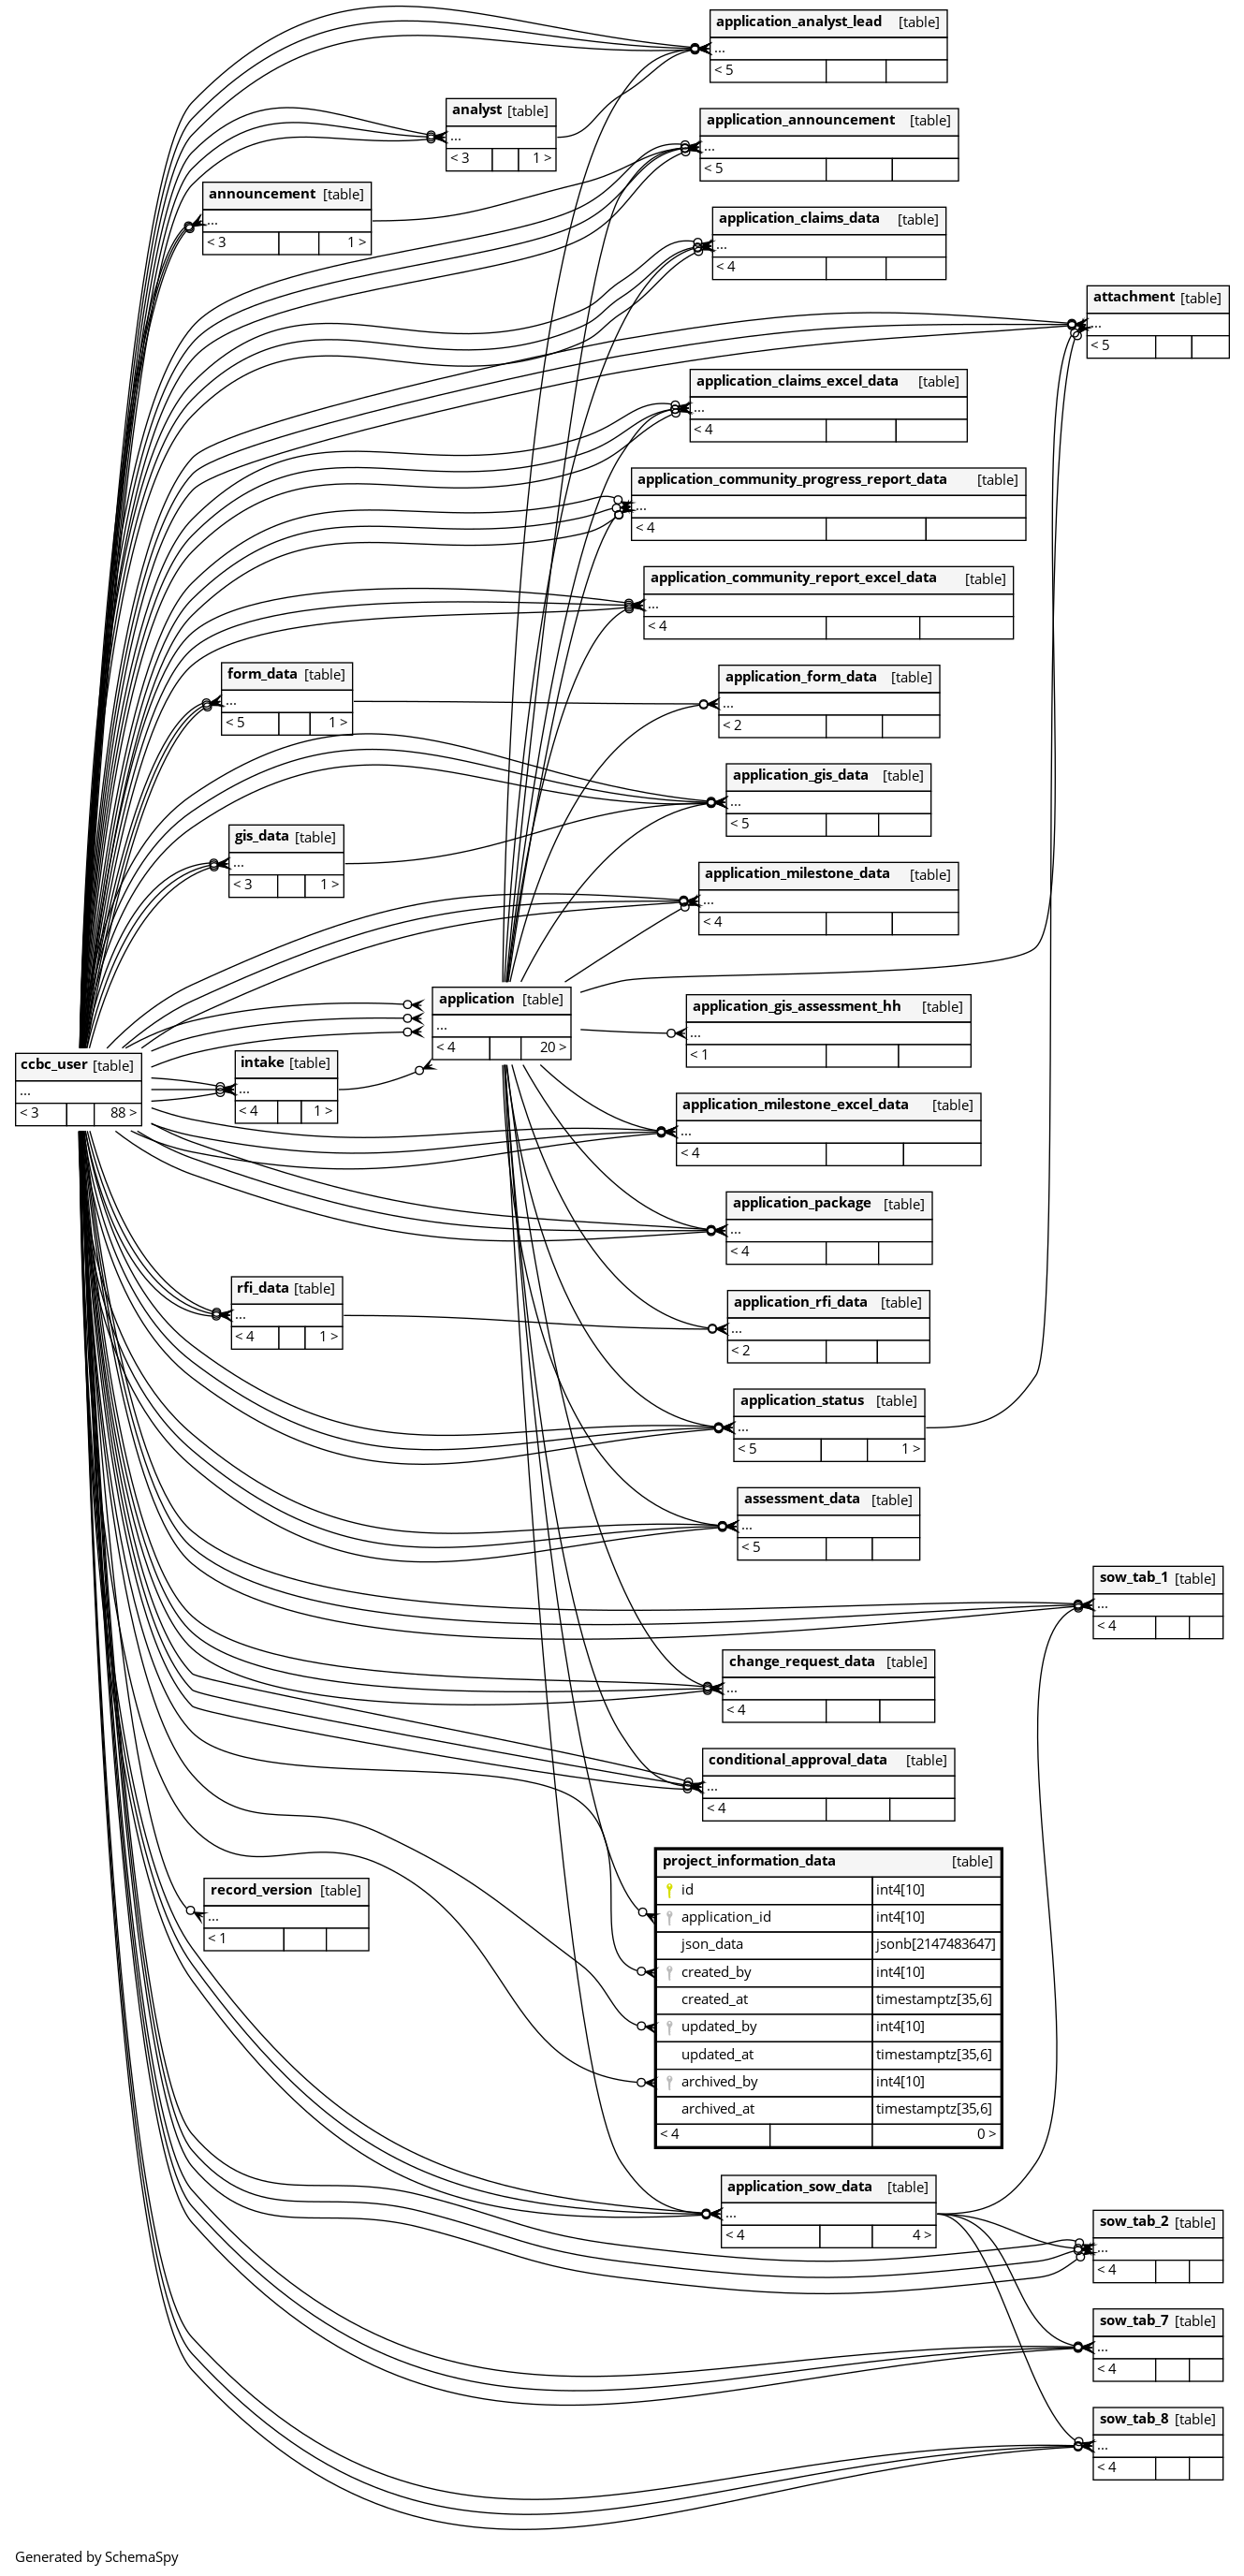 application_analyst_lead [table]
...
< 5
analyst [table]
...
< 3 1 >
application_announcement [table]
...
< 5
announcement [table]
...
< 3 1 >
application_claims_data [table]
...
< 4
attachment [table]
...
< 5
application_claims_excel_data [table]
...
< 4
application_community_progress_report_data [table]
...
< 4
application_community_report_excel_data [table]
...
< 4
form_data [table]
...
< 5 1 >
application_form_data [table]
...
< 2
application_gis_data [table]
...
< 5
gis_data [table]
...
< 3 1 >
application_milestone_data [table]
...
< 4
application [table]
...
< 4 20 >
application_gis_assessment_hh [table]
...
< 1
ccbc_user [table]
...
< 3 88 >
intake [table]
...
< 4 1 >
application_milestone_excel_data [table]
...
< 4
application_package [table]
...
< 4
rfi_data [table]
...
< 4 1 >
application_rfi_data [table]
...
< 2
application_status [table]
...
< 5 1 >
assessment_data [table]
...
< 5
sow_tab_1 [table]
...
< 4
change_request_data [table]
...
< 4
conditional_approval_data [table]
...
< 4
project_information_data [table]
id int4[10]
application_id int4[10]
json_data jsonb[2147483647]
created_by int4[10]
created_at timestamptz[35,6]
updated_by int4[10]
updated_at timestamptz[35,6]
archived_by int4[10]
archived_at timestamptz[35,6]
< 4 0 >
record_version [table]
...
< 1
application_sow_data [table]
...
< 4 4 >
sow_tab_2 [table]
...
< 4
sow_tab_7 [table]
...
< 4
sow_tab_8 [table]
...
< 4
Generated by SchemaSpy